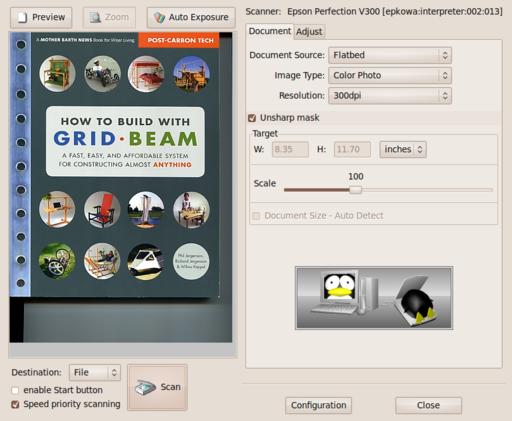 Preview
Zoom
Auto Exposure
A MOTHER EARTH NEWS Book for Wiser Living
POST-CARBON TECH
HOW TO BUILD WITH
GRID·BEAM
A FAST, EASY, AND AFFORDABLE SYSTEM
FOR CONSTRUCTING ALMOST ANYTHING
Phil Jergenson,
Richard Jergenson
& Wilma Keppel
Destination: File
enable Start button
Speed priority scanning
Scan
Scanner: Epson Perfection V300 [epkowa:interpreter:002:013]
Document Adjust
Document Source: Flatbed
Image Type: Color Photo
Resolution: 300dpi
Unsharp mask
Target
W: 8.35 H: 11.70 inches
100
Scale
Document Size - Auto Detect
Configuration
Close